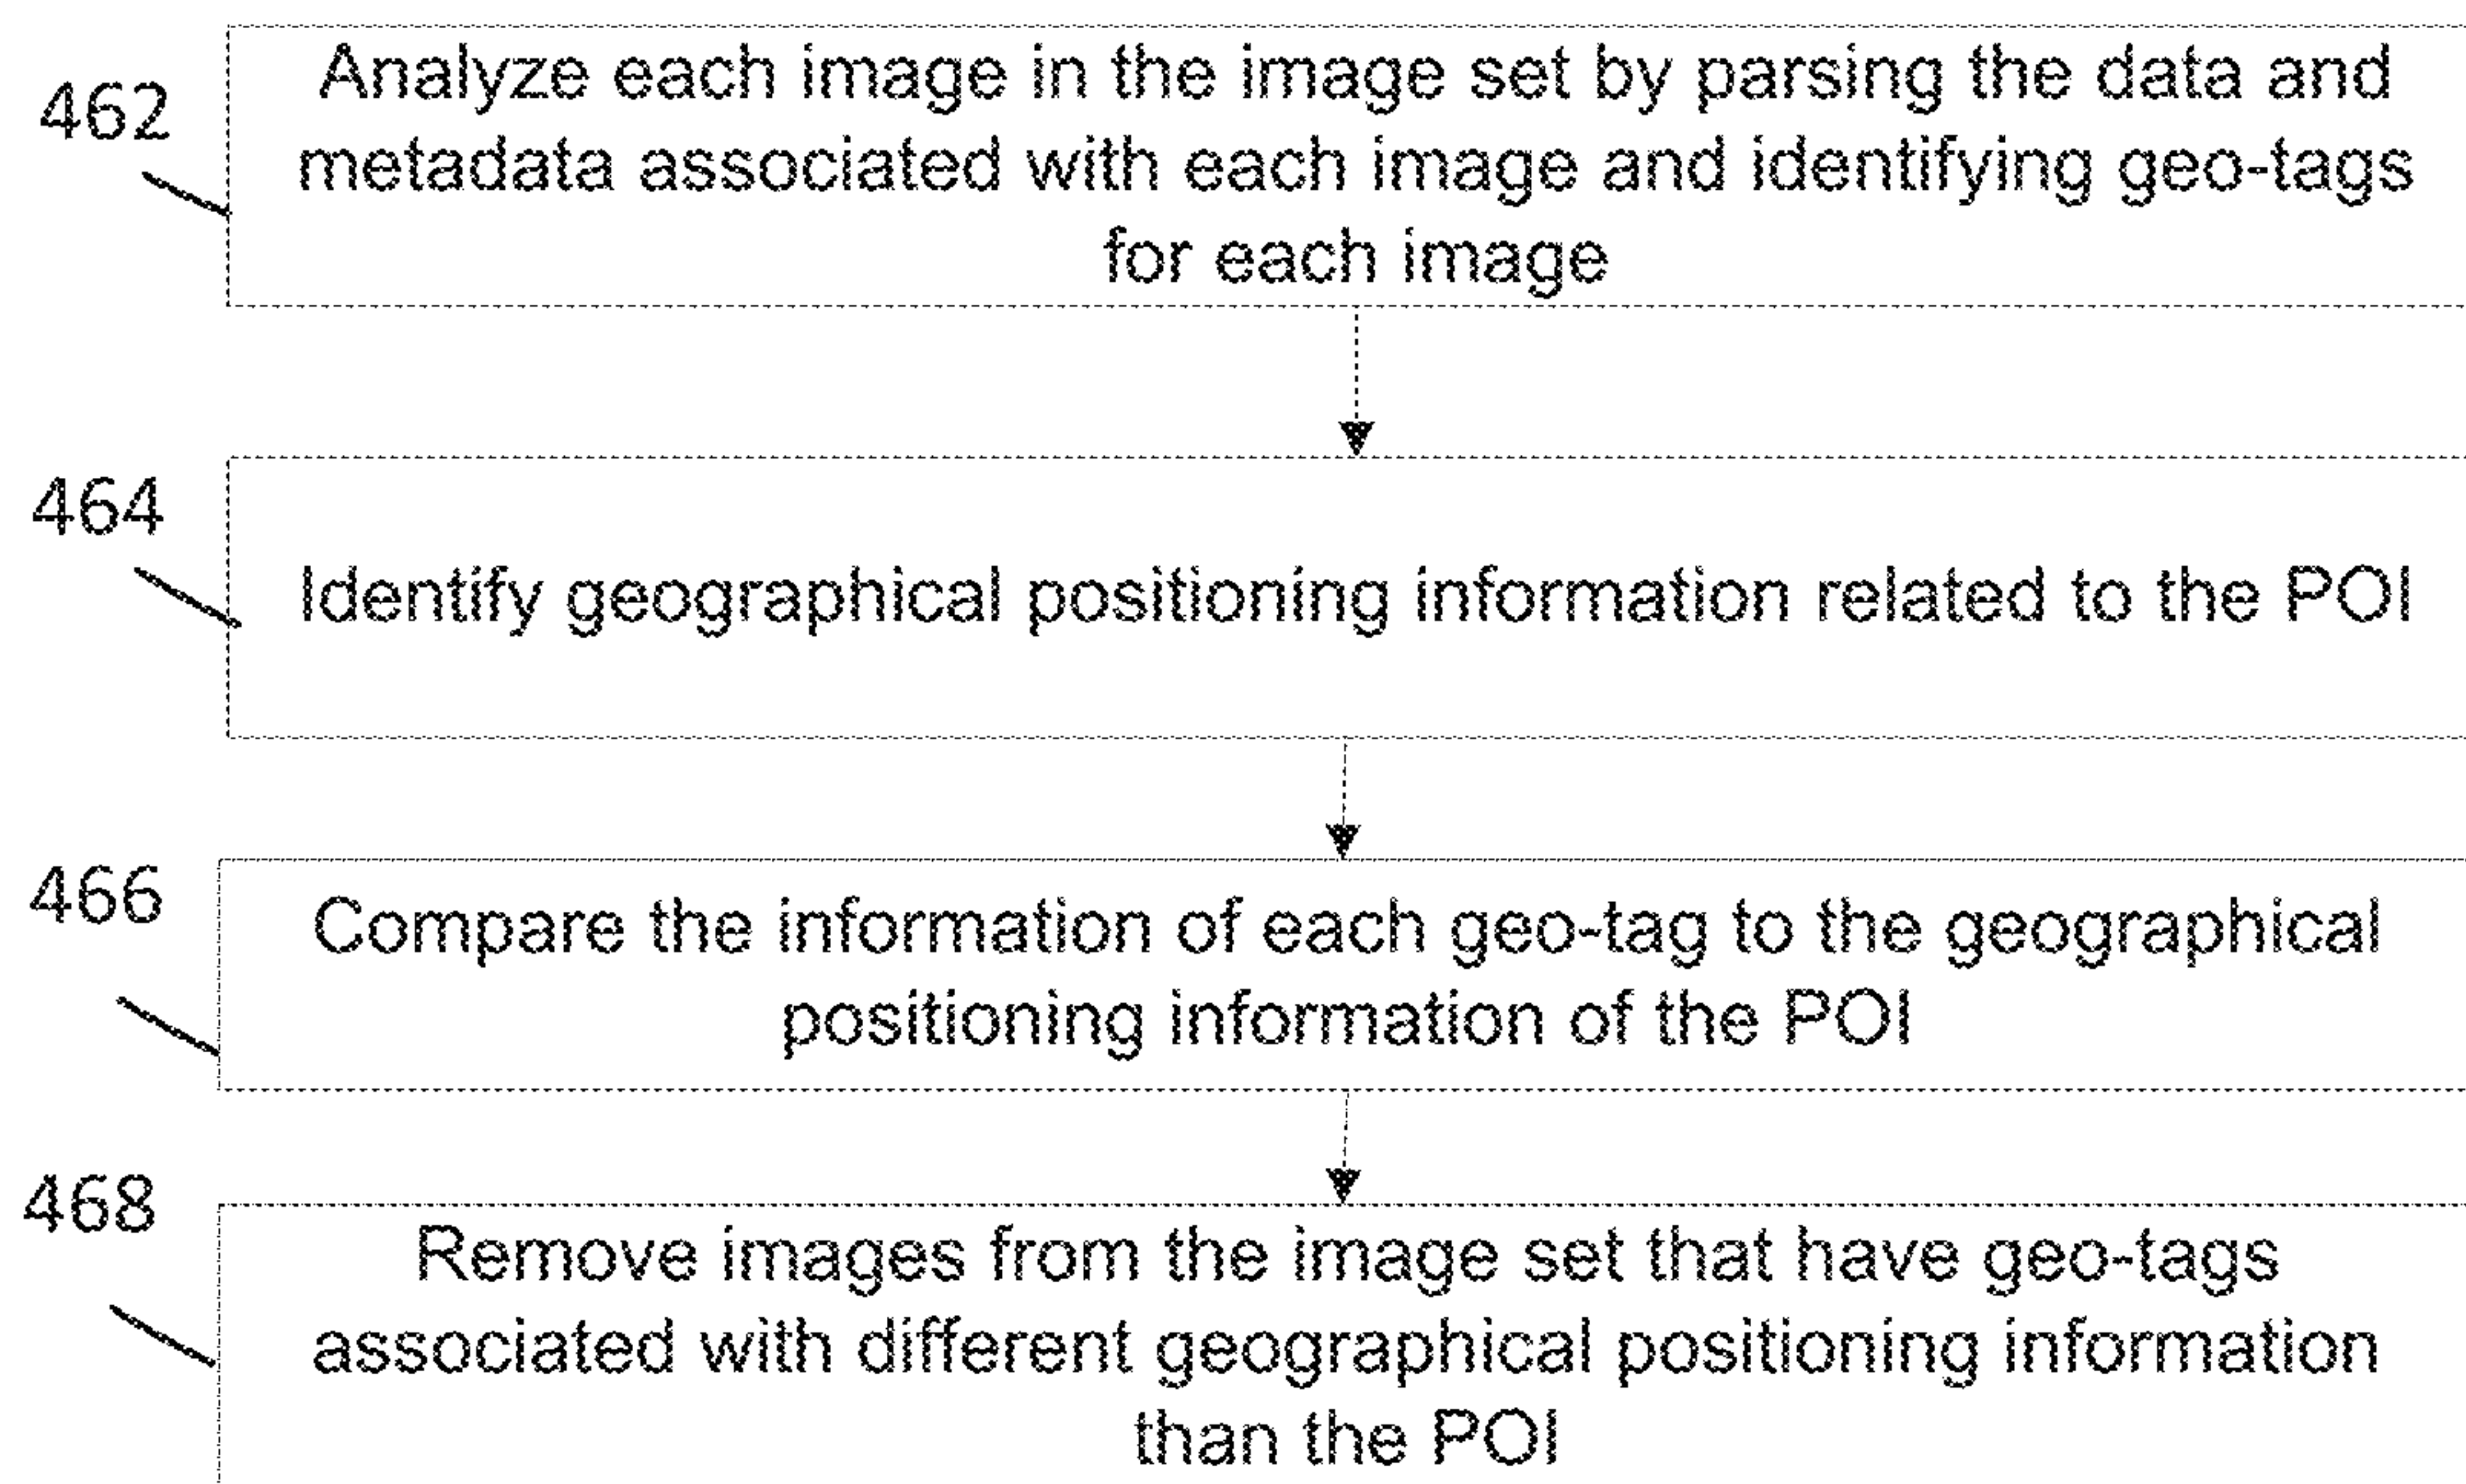 462
Analyze each image in the image set by parsing the data and
metadata associated with each image and identifying geo-tags
for each image
464
Identify geographical positioning information related to the POI
466
Compare the information of each geo-tag to the geographical
positioning information of the POI
468
Remove images from the image set that have geo-tags
associated with different geographical positioning information
than the POI